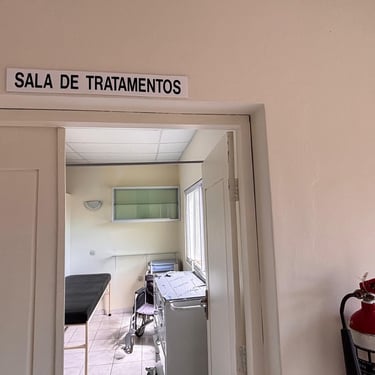 SALA DE TRATAMENTOS